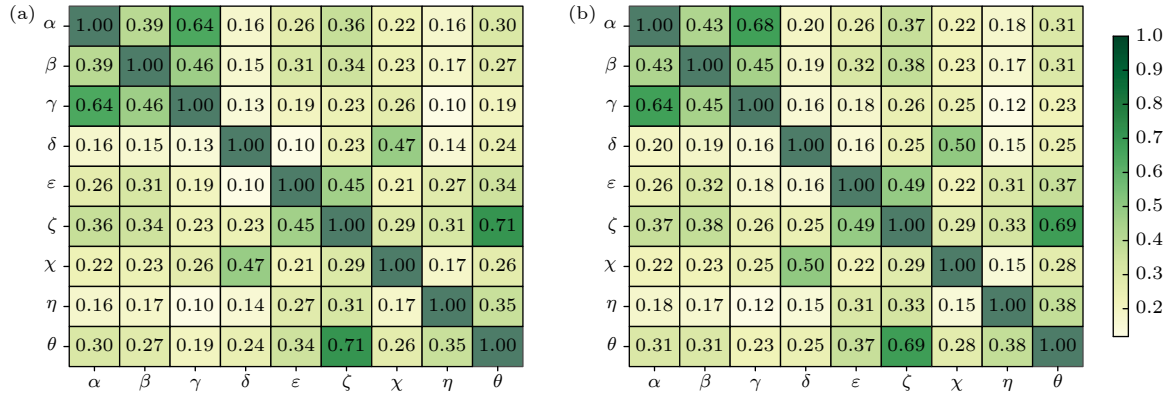 (a)
α 1.00 0.39 0.64 0.16 0.26 0.36 0.22 0.16 0.30
β 0.39 1.00 0.46 0.15 0.31 0.34 0.23 0.17 0.27
γ 0.64 0.46 1.00 0.13 0.19 0.23 0.26 0.10 0.19
δ 0.16 0.15 0.13 1.00 0.10 0.23 0.47 0.14 0.24
ε 0.26 0.31 0.19 0.10 1.00 0.45 0.21 0.27 0.34
ζ 0.36 0.34 0.23 0.23 0.45 1.00 0.29 0.31 0.71
χ 0.22 0.23 0.26 0.47 0.21 0.29 1.00 0.17 0.26
η 0.16 0.17 0.10 0.14 0.27 0.31 0.17 1.00 0.35
θ 0.30 0.27 0.19 0.24 0.34 0.71 0.26 0.35 1.00
α β γ δ ε ζ χ η θ
(b)
α 1.00 0.43 0.68 0.20 0.26 0.37 0.22 0.18 0.31
β 0.43 1.00 0.45 0.19 0.32 0.38 0.23 0.17 0.31
γ 0.64 0.45 1.00 0.16 0.18 0.26 0.25 0.12 0.23
δ 0.20 0.19 0.16 1.00 0.16 0.25 0.50 0.15 0.25
ε 0.26 0.32 0.18 0.16 1.00 0.49 0.22 0.31 0.37
ζ 0.37 0.38 0.26 0.25 0.49 1.00 0.29 0.33 0.69
χ 0.22 0.23 0.25 0.50 0.22 0.29 1.00 0.15 0.28
η 0.18 0.17 0.12 0.15 0.31 0.33 0.15 1.00 0.38
θ 0.31 0.31 0.23 0.25 0.37 0.69 0.28 0.38 1.00
α β γ δ ε ζ χ η θ
1.0
0.9
0.8
0.7
0.6
0.5
0.4
0.3
0.2